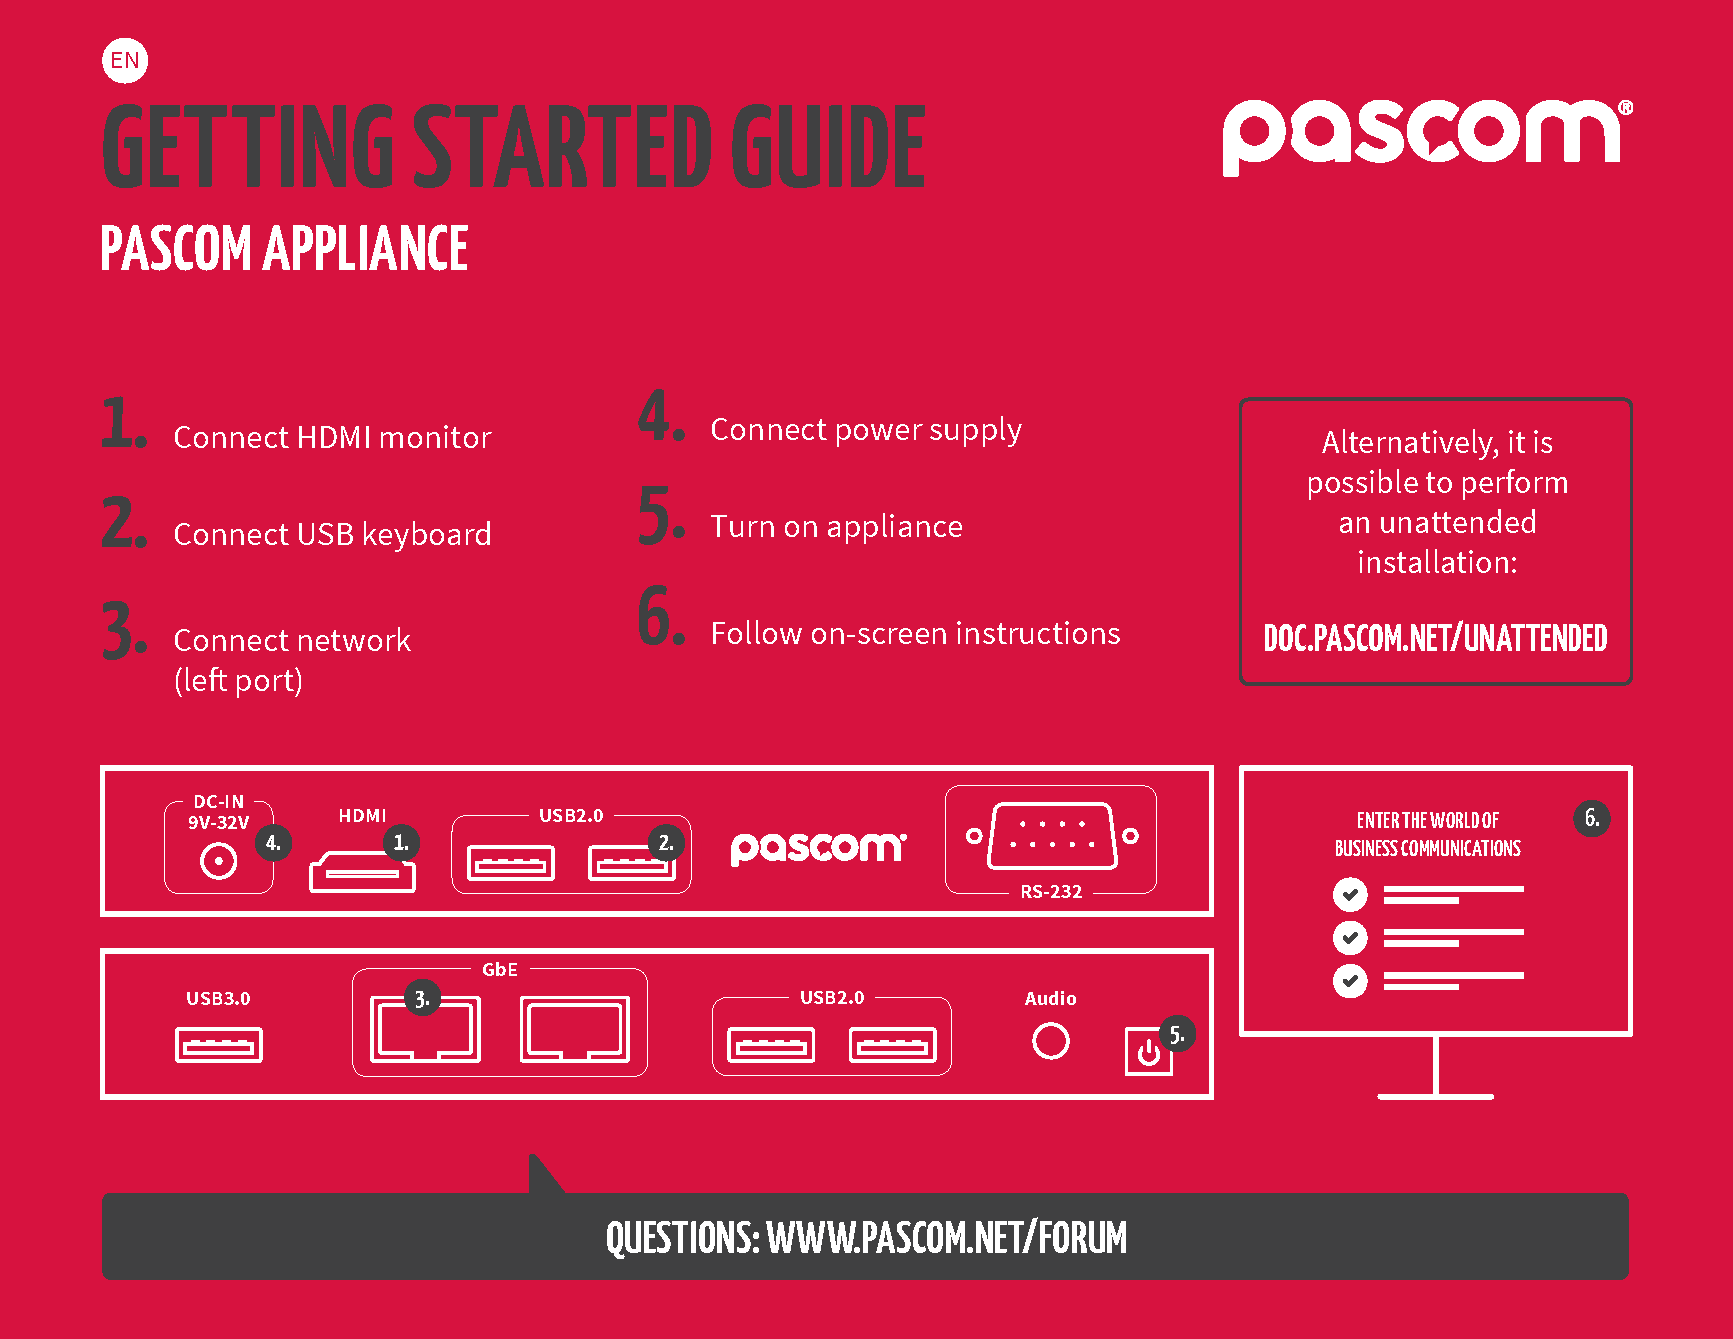 EN
GETTING STARTED GUIDE
pascom®
PASCOM APPLIANCE
1. Connect HDMI monitor
2. Connect USB keyboard
3. Connect network
(left port)
4. Connect power supply
5. Turn on appliance
6. Follow on-screen instructions
Alternatively, it is
possible to perform
an unattended
installation:
DOC.PASCOM.NET/UNATTENDED
DC-IN
9V-32V
4.
HDMI
1.
USB2.0
2.
pascom
RS-232
USB3.0
GbE
3.
USB2.0
Audio
5.
ENTER THE WORLD OF
BUSINESS COMMUNICATIONS
6.
QUESTIONS: WWW.PASCOM.NET/FORUM